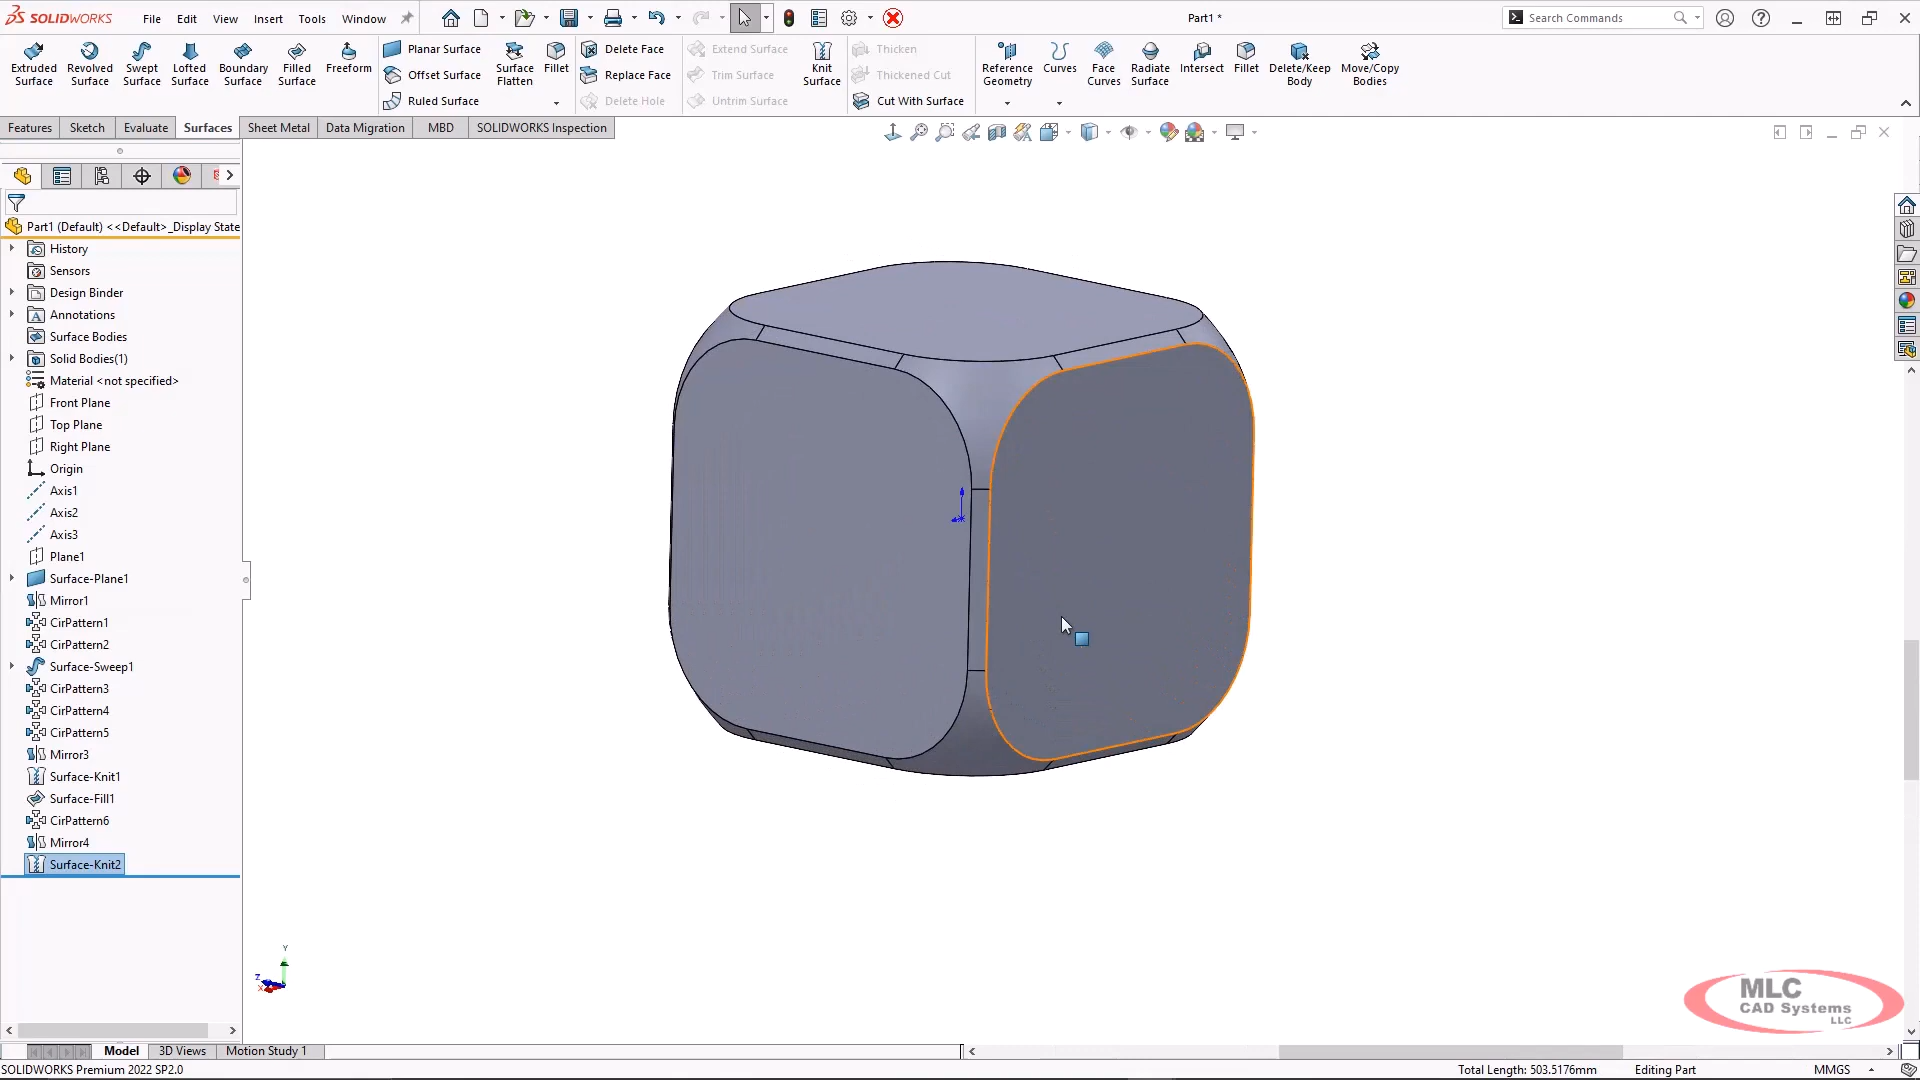 SOLIDWORKS File Edit View Insert Tools Window Part1 * Search Commands
Extruded Surface
Revolved Surface
Swept Surface
Lofted Surface
Boundary Surface
Filled Surface
Freeform
Planar Surface
Offset Surface
Ruled Surface
Surface Flatten
Fillet
Delete Face
Replace Face
Delete Hole
Extend Surface
Trim Surface
Untrim Surface
Knit Surface
Thicken
Thickened Cut
Cut With Surface
Reference Geometry
Curves
Face Curves
Radiate Surface
Intersect
Fillet
Delete/Keep Body
Move/Copy Bodies
Features Sketch Evaluate Surfaces Sheet Metal Data Migration MBD SOLIDWORKS Inspection
Part1 (Default) <<Default>_Display State
History
Sensors
Design Binder
Annotations
Surface Bodies
Solid Bodies(1)
Material <not specified>
Front Plane
Top Plane
Right Plane
Origin
Axis1
Axis2
Axis3
Plane1
Surface-Plane1
Mirror1
CirPattern1
CirPattern2
Surface-Sweep1
CirPattern3
CirPattern4
CirPattern5
Mirror3
Surface-Knit1
Surface-Fill1
CirPattern6
Mirror4
Surface-Knit2
Y
Z
X
MLC
CAD Systems
LLC
Model 3D Views Motion Study 1
SOLIDWORKS Premium 2022 SP2.0 Total Length: 503.5176mm Editing Part MMGS